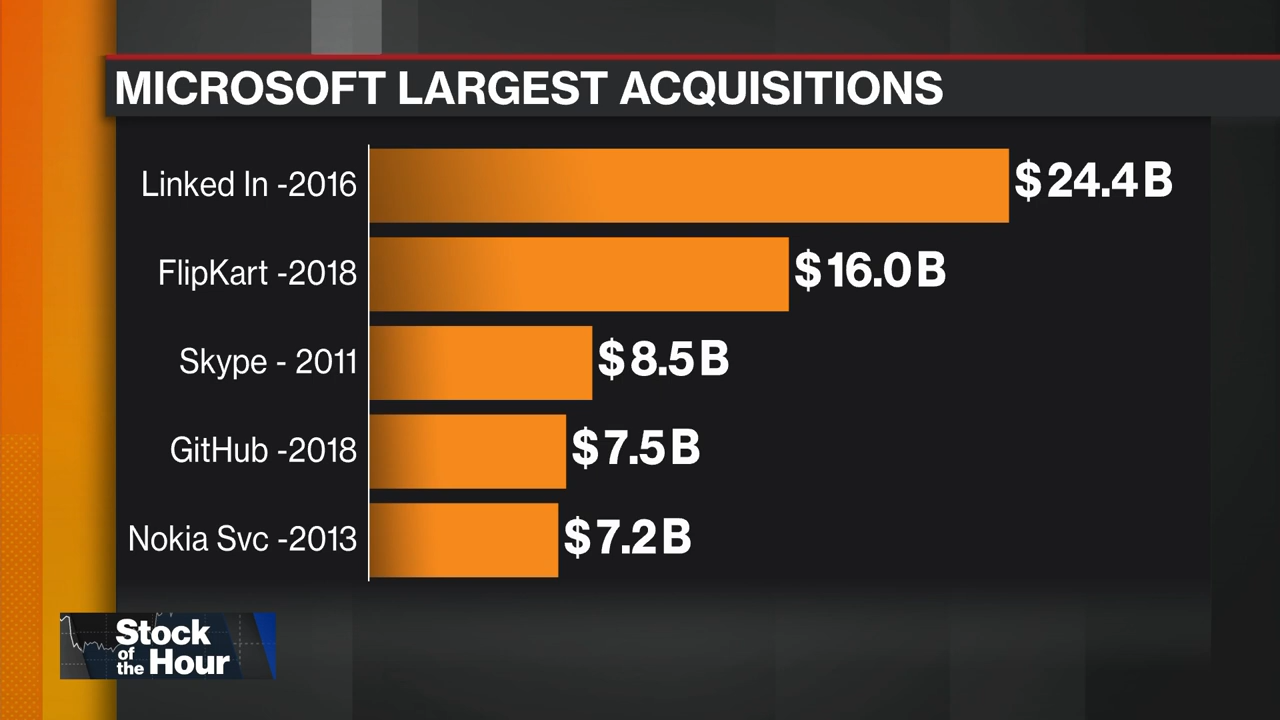 MICROSOFT LARGEST ACQUISITIONS
Linked In -2016 $24.4B
FlipKart -2018 $16.0B
Skype - 2011 $8.5B
GitHub -2018 $7.5B
Nokia Svc -2013 $7.2B
Stock
of
the Hour